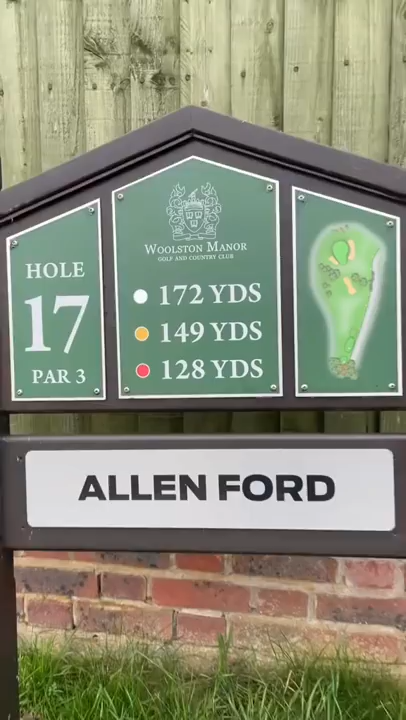 WOOLSTON MANOR
GOLF AND COUNTRY CLUB
HOLE
17
PAR 3
172 YDS
149 YDS
128 YDS
ALLEN FORD